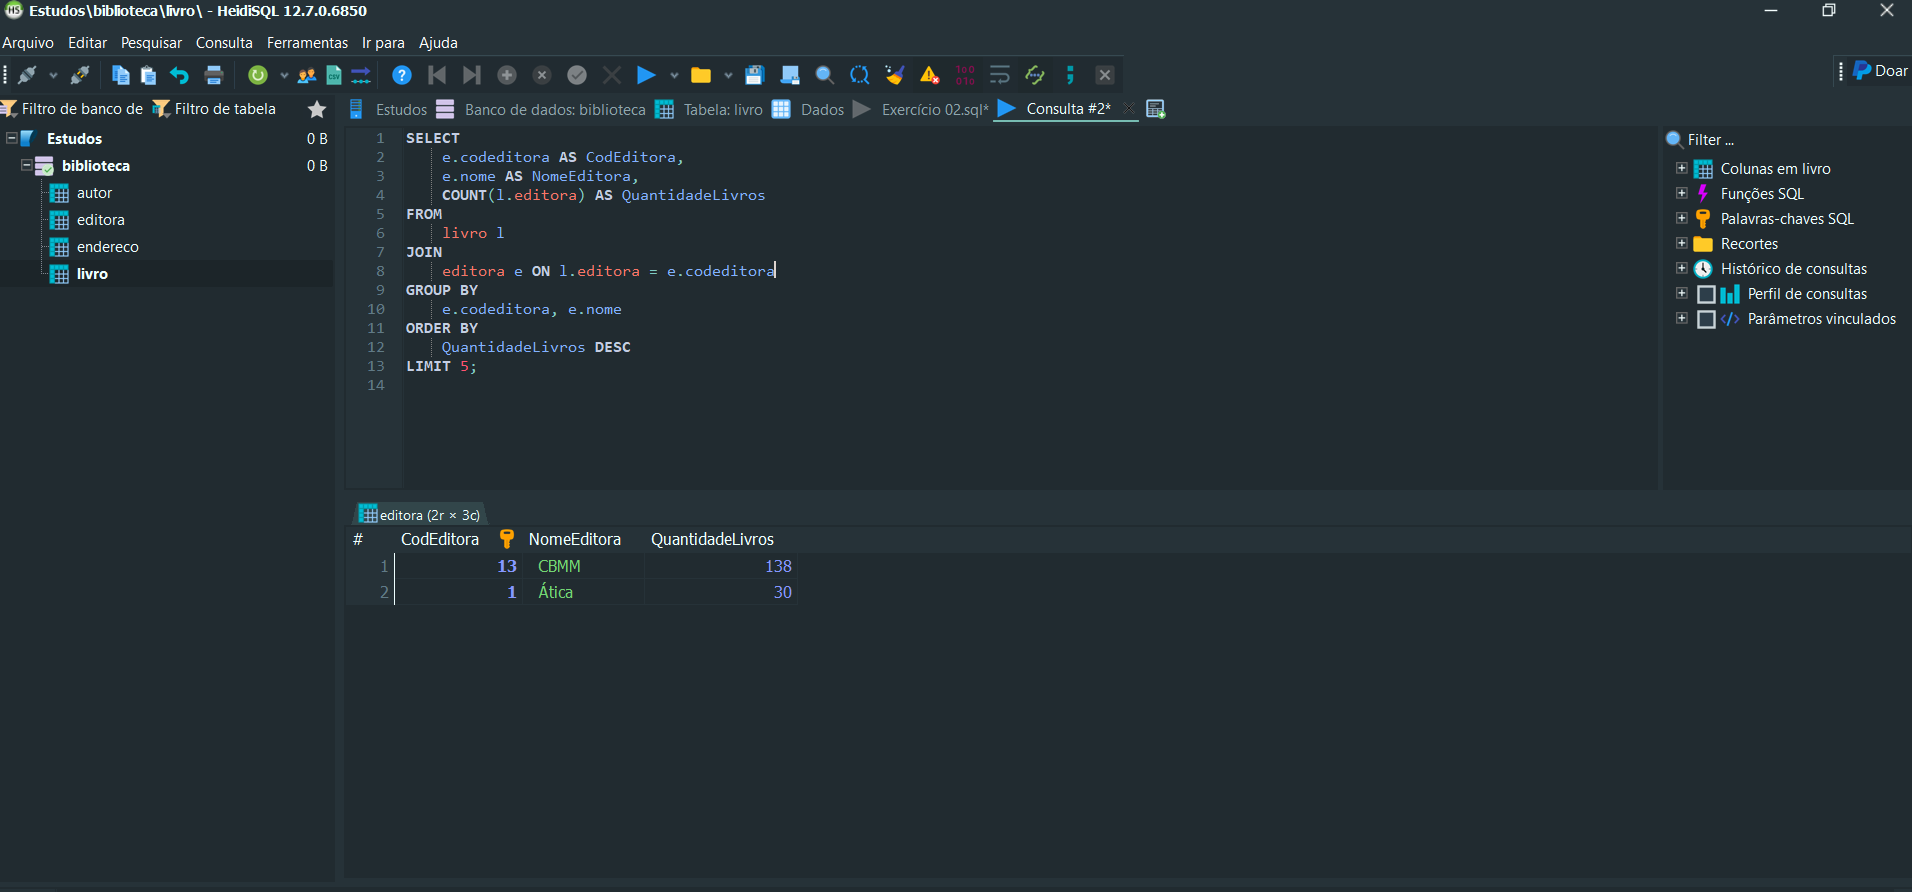 HS Estudos\biblioteca\livro\ - HeidiSQL 12.7.0.6850
Arquivo Editar Pesquisar Consulta Ferramentas Ir para Ajuda
Doar
Filtro de banco de Filtro de tabela
Estudos Banco de dados: biblioteca Tabela: livro Dados Exercício 02.sql* Consulta #2*
Estudos 0 B
biblioteca 0 B
autor
editora
endereco
livro
1 SELECT
2 e.codeditora AS CodEditora,
3 e.nome AS NomeEditora,
4 COUNT(l.editora) AS QuantidadeLivros
5 FROM
6 livro l
7 JOIN
8 editora e ON l.editora = e.codeditora
9 GROUP BY
10 e.codeditora, e.nome
11 ORDER BY
12 QuantidadeLivros DESC
13 LIMIT 5;
14
Filter ...
Colunas em livro
Funções SQL
Palavras-chaves SQL
Recortes
Histórico de consultas
Perfil de consultas
Parâmetros vinculados
editora (2r × 3c)
# CodEditora NomeEditora QuantidadeLivros
1 13 CBMM 138
2 1 Ática 30